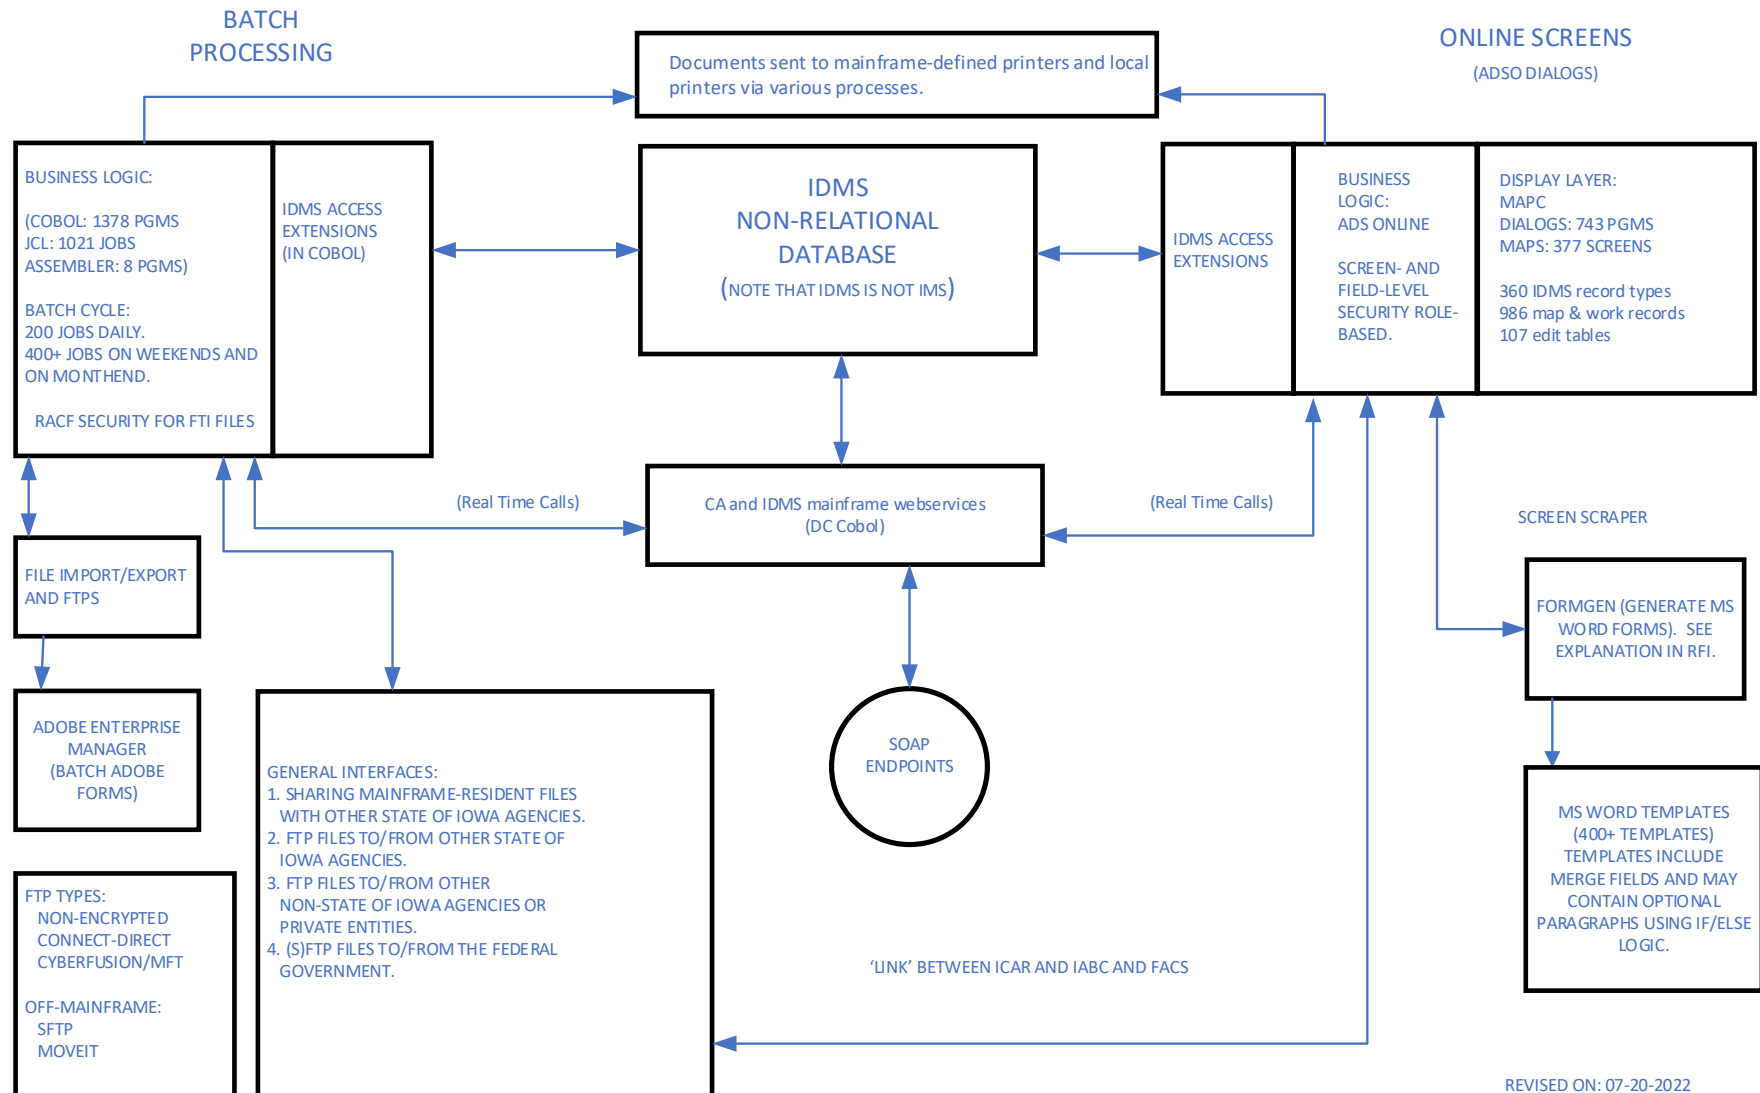 BATCH
PROCESSING
Documents sent to mainframe-defined printers and local
printers via various processes.
ONLINE SCREENS
(ADSO DIALOGS)
BUSINESS LOGIC:
(COBOL: 1378 PGMS
JCL: 1021 JOBS
ASSEMBLER: 8 PGMS)
BATCH CYCLE:
200 JOBS DAILY.
400+ JOBS ON WEEKENDS AND
ON MONTHEND.
RACF SECURITY FOR FTI FILES
IDMS ACCESS
EXTENSIONS
(IN COBOL)
IDMS
NON-RELATIONAL
DATABASE
(NOTE THAT IDMS IS NOT IMS)
IDMS ACCESS
EXTENSIONS
BUSINESS
LOGIC:
ADS ONLINE
SCREEN- AND
FIELD-LEVEL
SECURITY ROLE-
BASED.
DISPLAY LAYER:
MAPC
DIALOGS: 743 PGMS
MAPS: 377 SCREENS
360 IDMS record types
986 map & work records
107 edit tables
(Real Time Calls)
CA and IDMS mainframe webservices
(DC Cobol)
(Real Time Calls)
SCREEN SCRAPER
FILE IMPORT/EXPORT
AND FTPS
FORMGEN (GENERATE MS
WORD FORMS).  SEE
EXPLANATION IN RFI.
ADOBE ENTERPRISE
MANAGER
(BATCH ADOBE
FORMS)
GENERAL INTERFACES:
1. SHARING MAINFRAME-RESIDENT FILES
WITH OTHER STATE OF IOWA AGENCIES.
2. FTP FILES TO/FROM OTHER STATE OF
IOWA AGENCIES.
3. FTP FILES TO/FROM OTHER
NON-STATE OF IOWA AGENCIES OR
PRIVATE ENTITIES.
4. (S)FTP FILES TO/FROM THE FEDERAL
GOVERNMENT.
SOAP
ENDPOINTS
MS WORD TEMPLATES
(400+ TEMPLATES)
TEMPLATES INCLUDE
MERGE FIELDS AND MAY
CONTAIN OPTIONAL
PARAGRAPHS USING IF/ELSE
LOGIC.
FTP TYPES:
NON-ENCRYPTED
CONNECT-DIRECT
CYBERFUSION/MFT
OFF-MAINFRAME:
SFTP
MOVEIT
‘LINK’ BETWEEN ICAR AND IABC AND FACS
REVISED ON: 07-20-2022